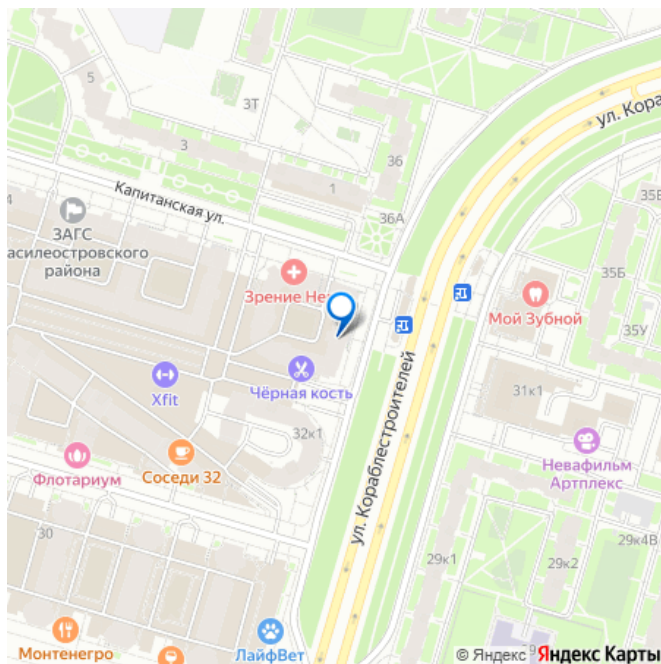 5
3Т
ул. Кора
3
36
1
Капитанская ул.
36А
4
ЗАГС
асилеостровского
района
35Б
35У
Зрение Не
Мой Зубной
31к1
Xfit
Чёрная кость
ул. Кораблестроителей
32к1
Флотариум
Соседи 32
Невафильм
Артплекс
30
29к1
29к2
29к4В
Монтенегро
ЛайфВет
© Яндекс Яндекс Карты